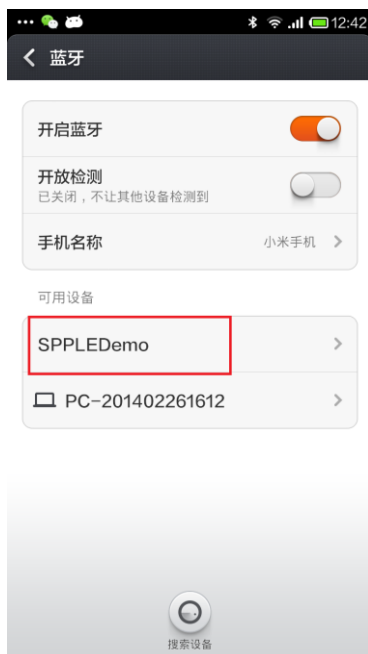 ··· 12:42
蓝牙
开启蓝牙
开放检测
已关闭，不让其他设备检测到
手机名称 小米手机
可用设备
SPPLEDemo
PC-201402261612
搜索设备